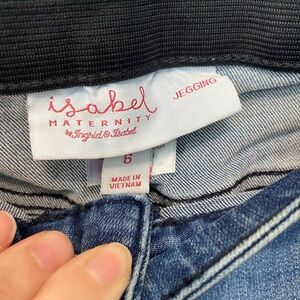 isabel
MATERNITY
by Ingrid & Isabel
JEGGING
6
MADE IN
VIETNAM